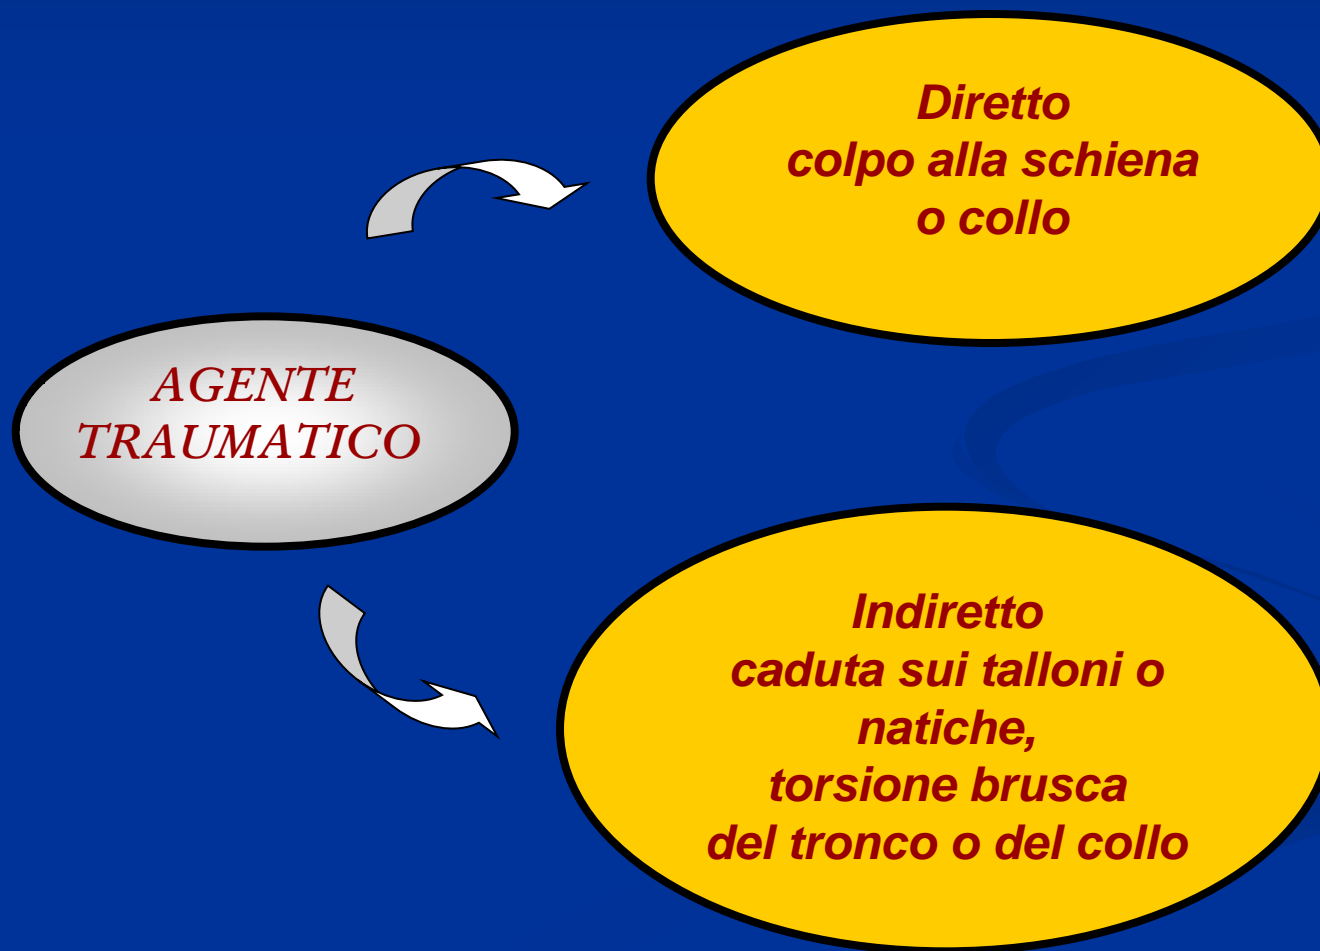 Diretto
colpo alla schiena
o collo
AGENTE
TRAUMATICO
Indiretto
caduta sui talloni o
natiche,
torsione brusca
del tronco o del collo